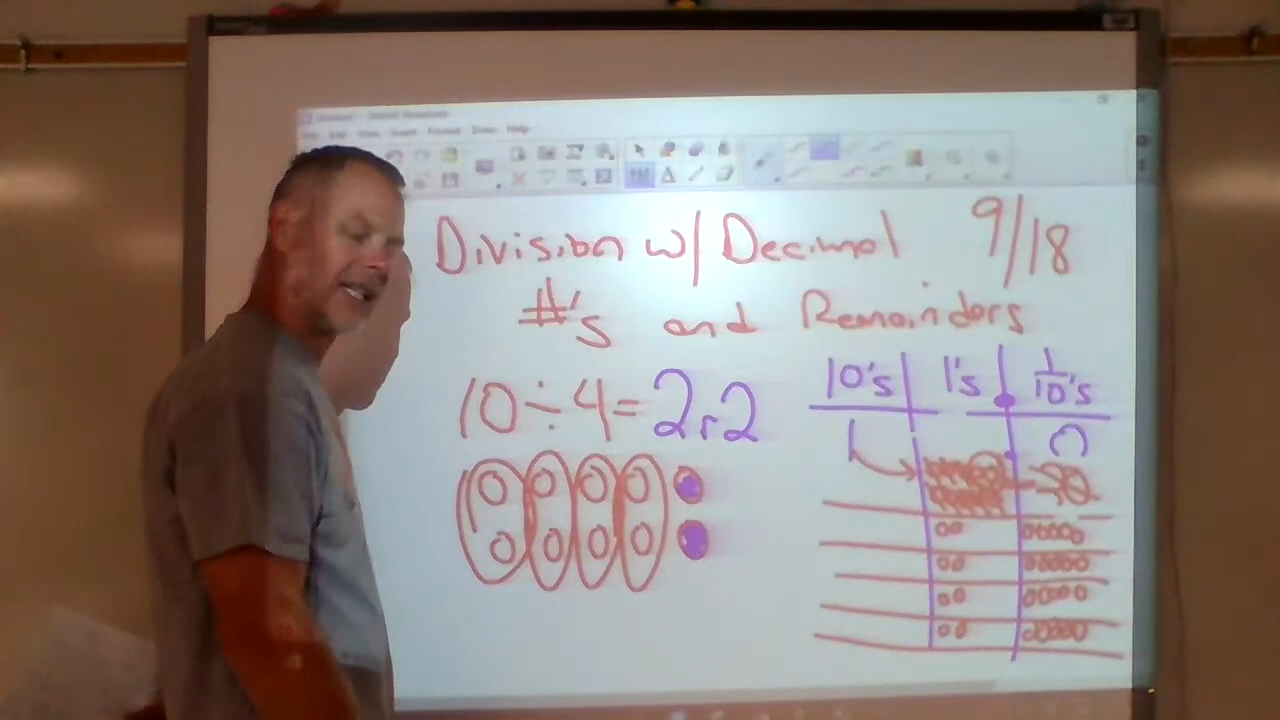 Division w/ Decimal 9/18
#'s and Remainders
10÷4=2r2
10's 1's 1/10's